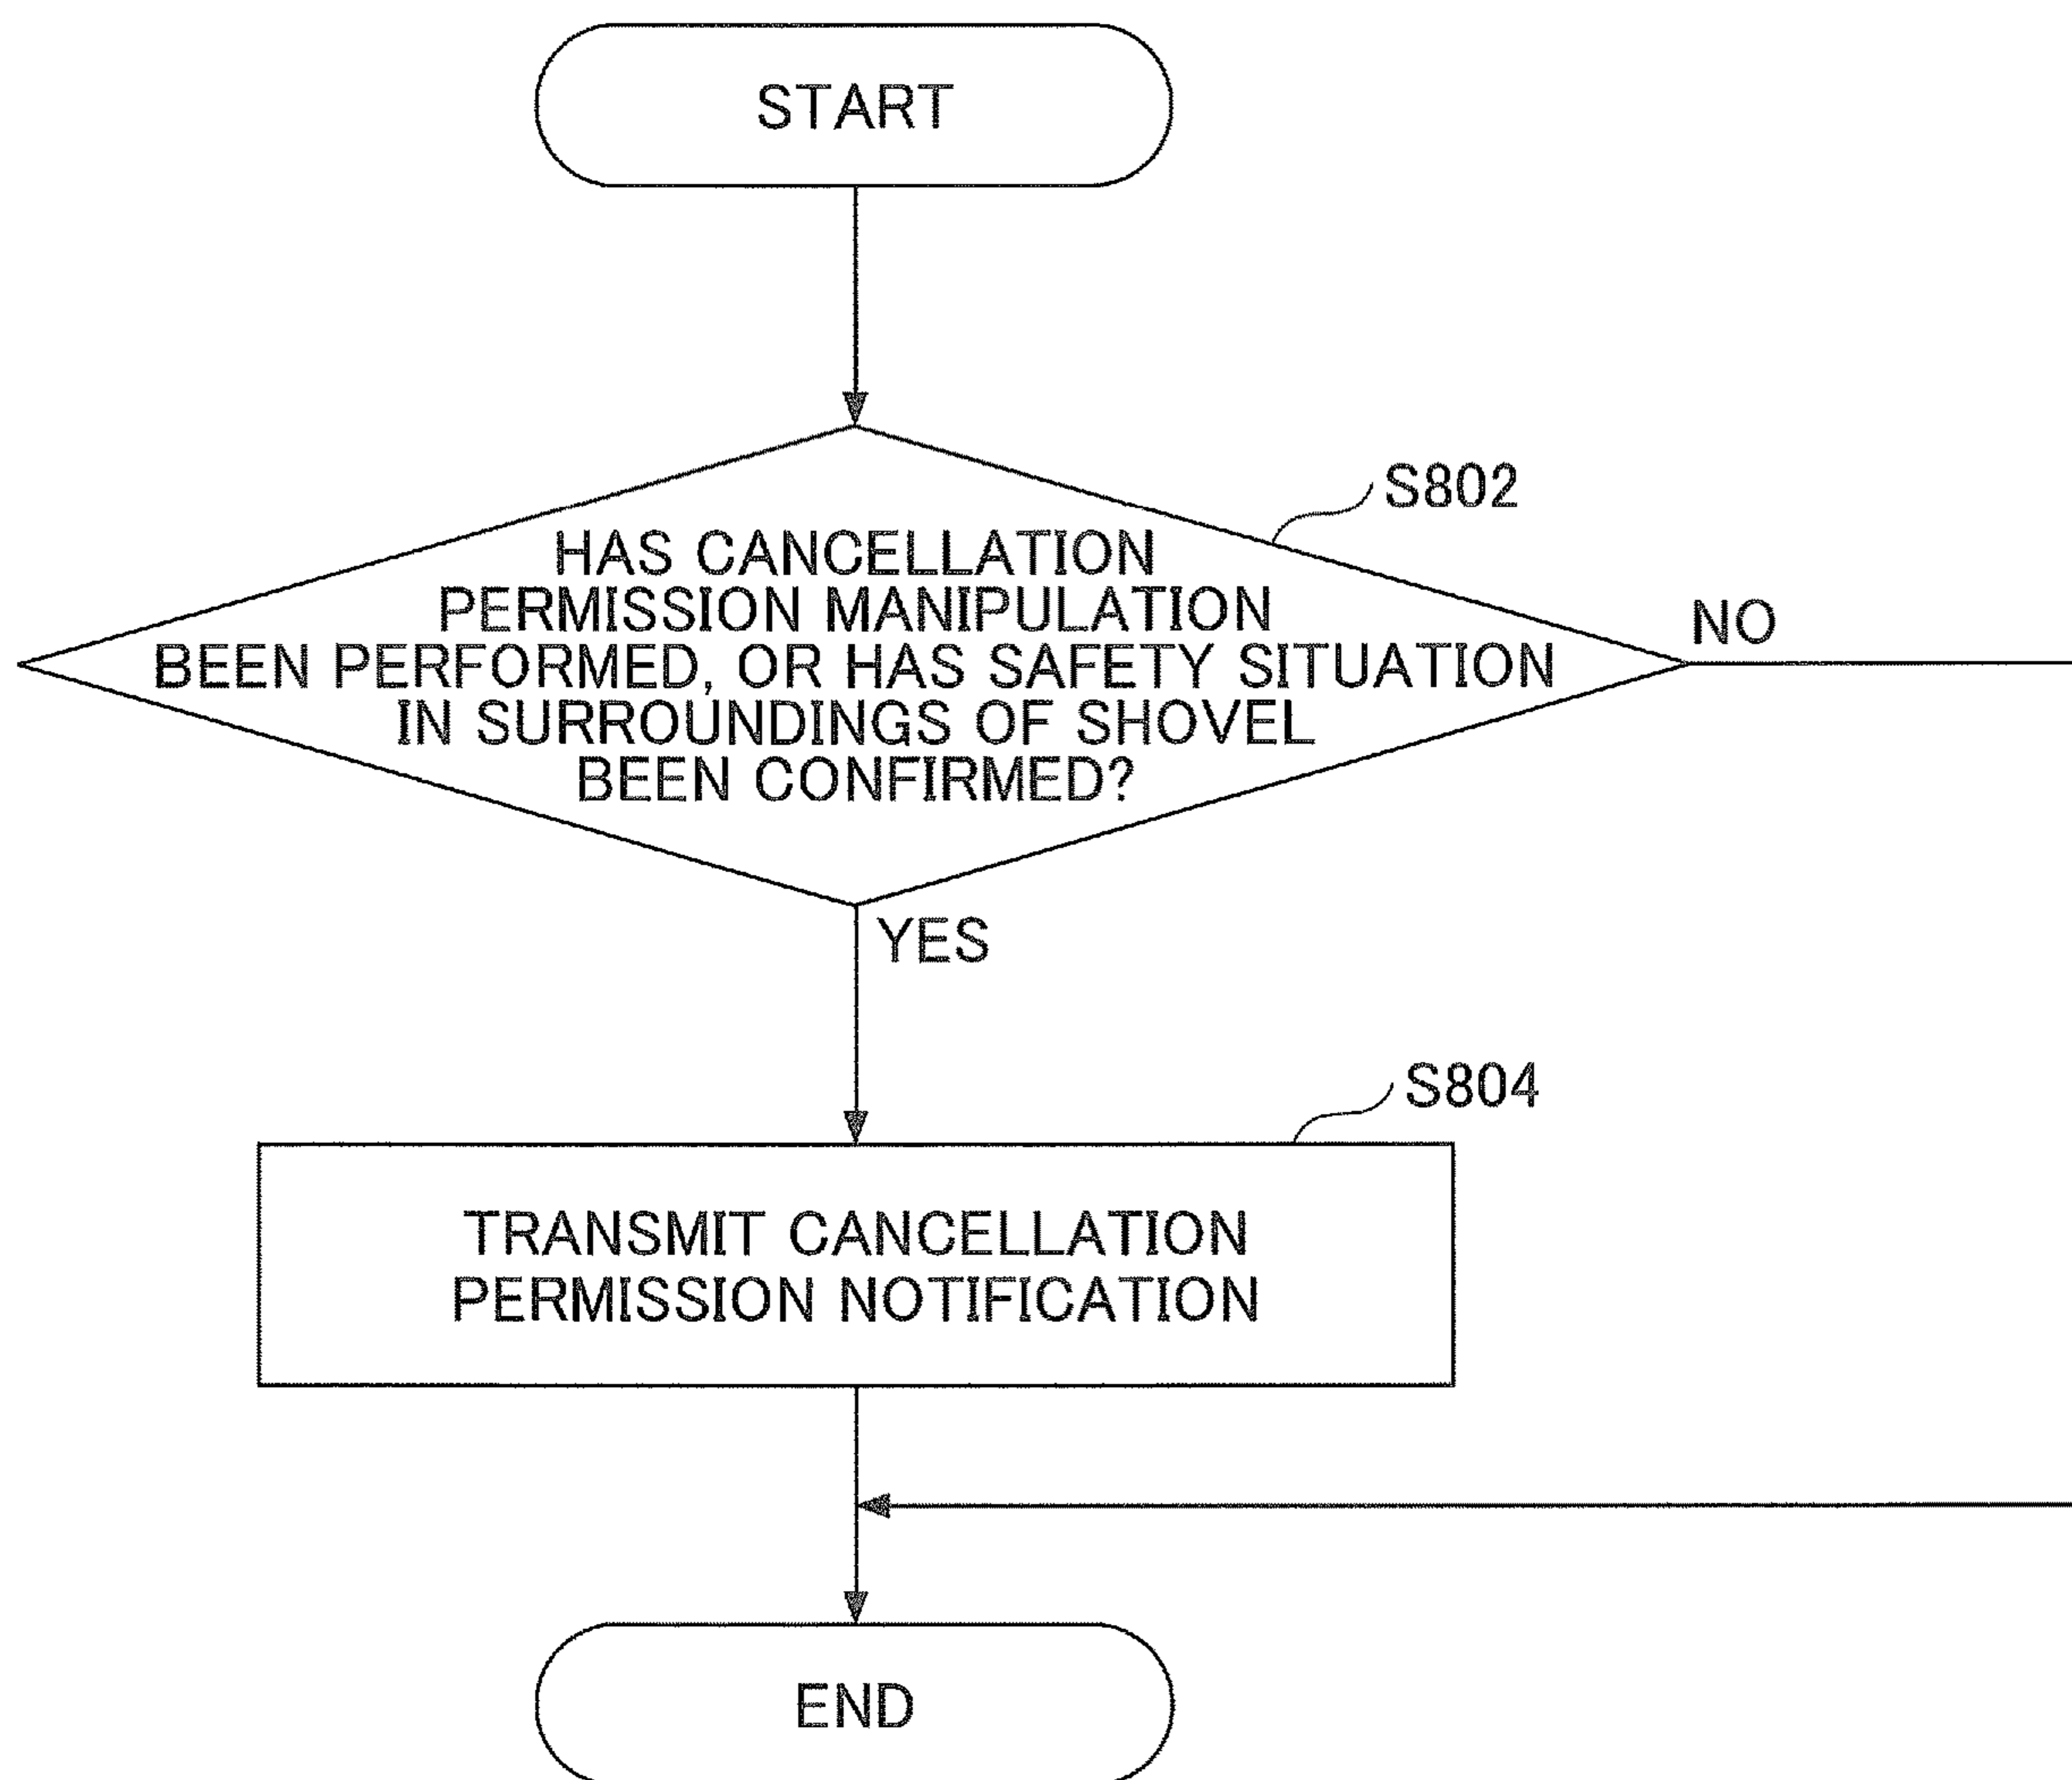 START
S802
HAS CANCELLATION
PERMISSION MANIPULATION
BEEN PERFORMED, OR HAS SAFETY SITUATION
IN SURROUNDINGS OF SHOVEL
BEEN CONFIRMED?
NO
YES
S804
TRANSMIT CANCELLATION
PERMISSION NOTIFICATION
END